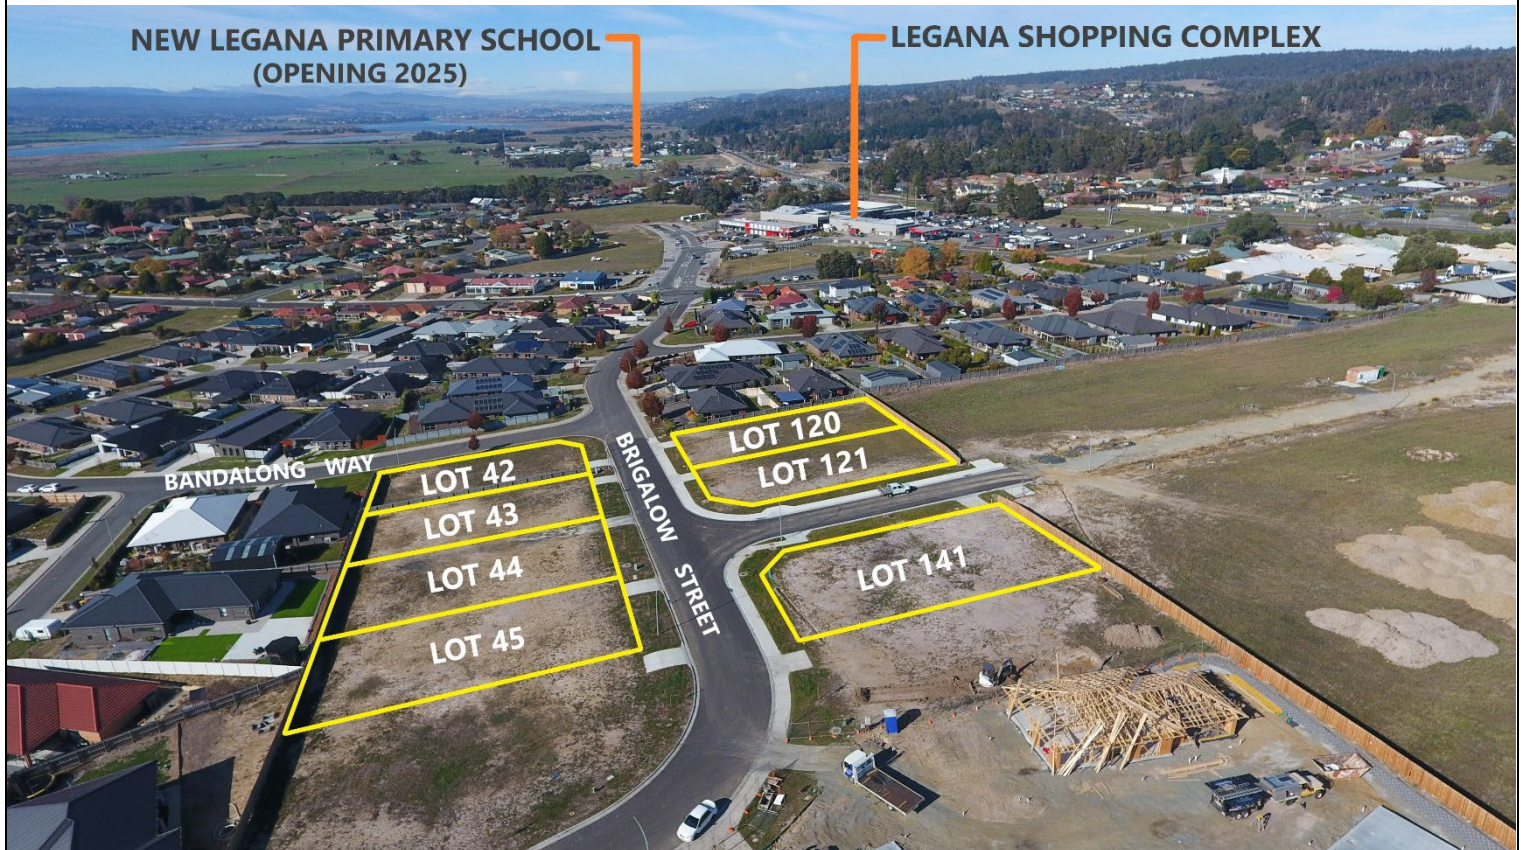 NEW LEGANA PRIMARY SCHOOL
(OPENING 2025)
LEGANA SHOPPING COMPLEX
LOT 120
LOT 121
BRIGALOW STREET
BANDALONG WAY
LOT 42
LOT 43
LOT 44
LOT 45
LOT 141